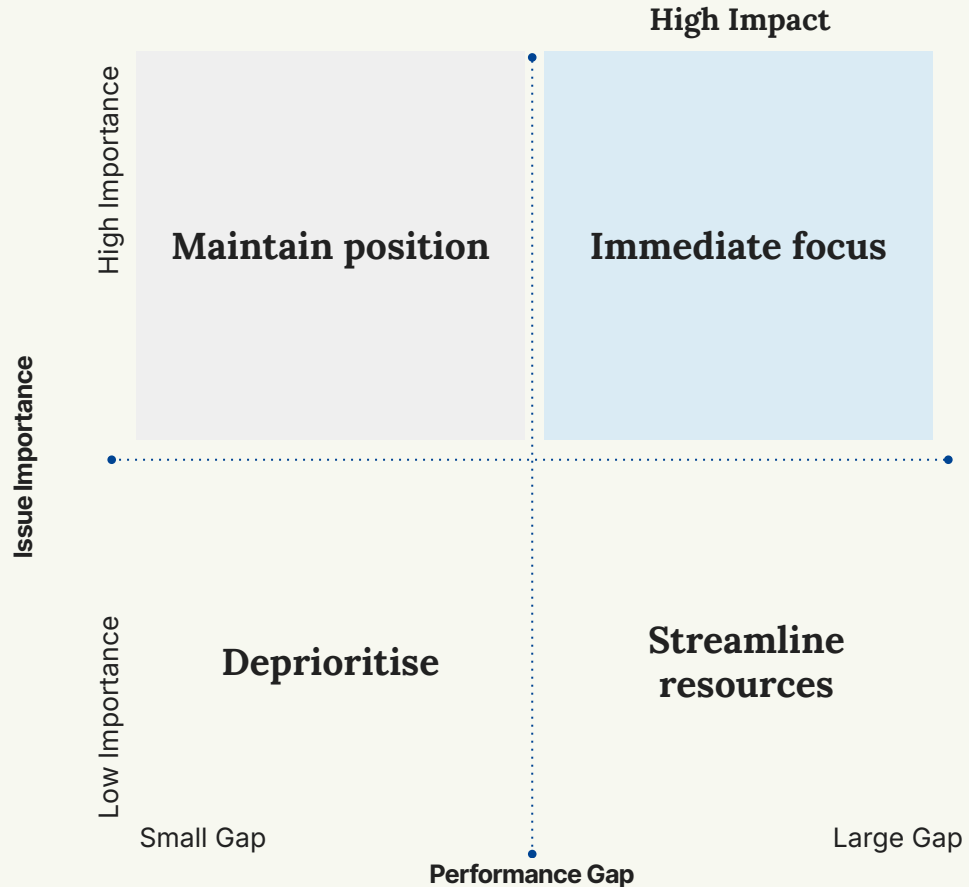 High Impact
High Importance
Maintain position
Immediate focus
Issue Importance
Low Importance
Deprioritise
Streamline
resources
Small Gap
Large Gap
Performance Gap